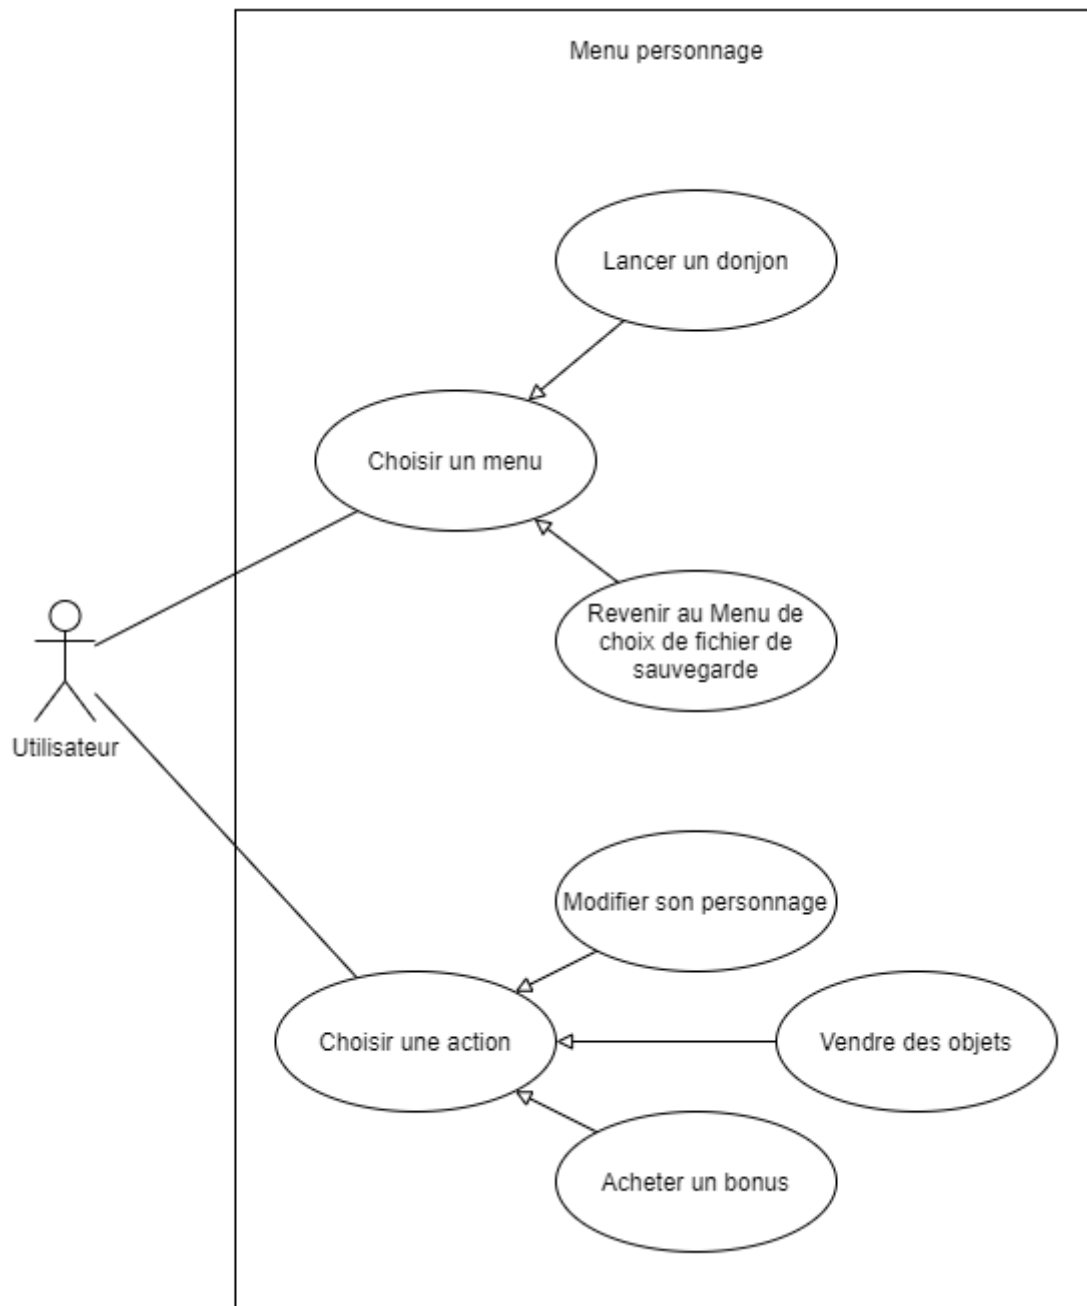 Menu personnage
Lancer un donjon
Choisir un menu
Revenir au Menu de
choix de fichier de
sauvegarde
Utilisateur
Modifier son personnage
Choisir une action
Vendre des objets
Acheter un bonus